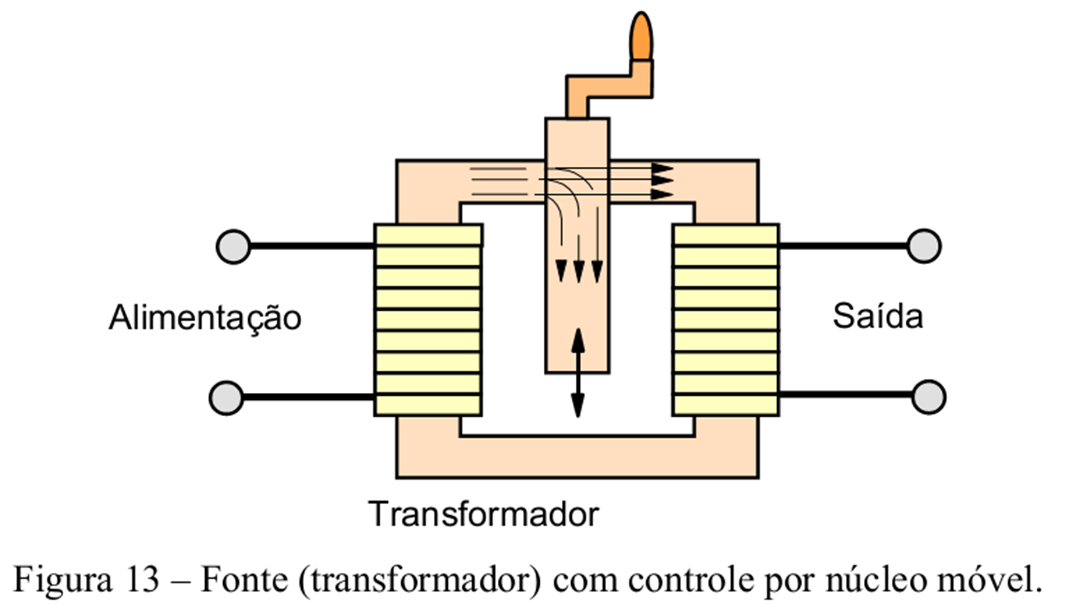 Alimentação
Saída
Transformador
Figura 13 – Fonte (transformador) com controle por núcleo móvel.